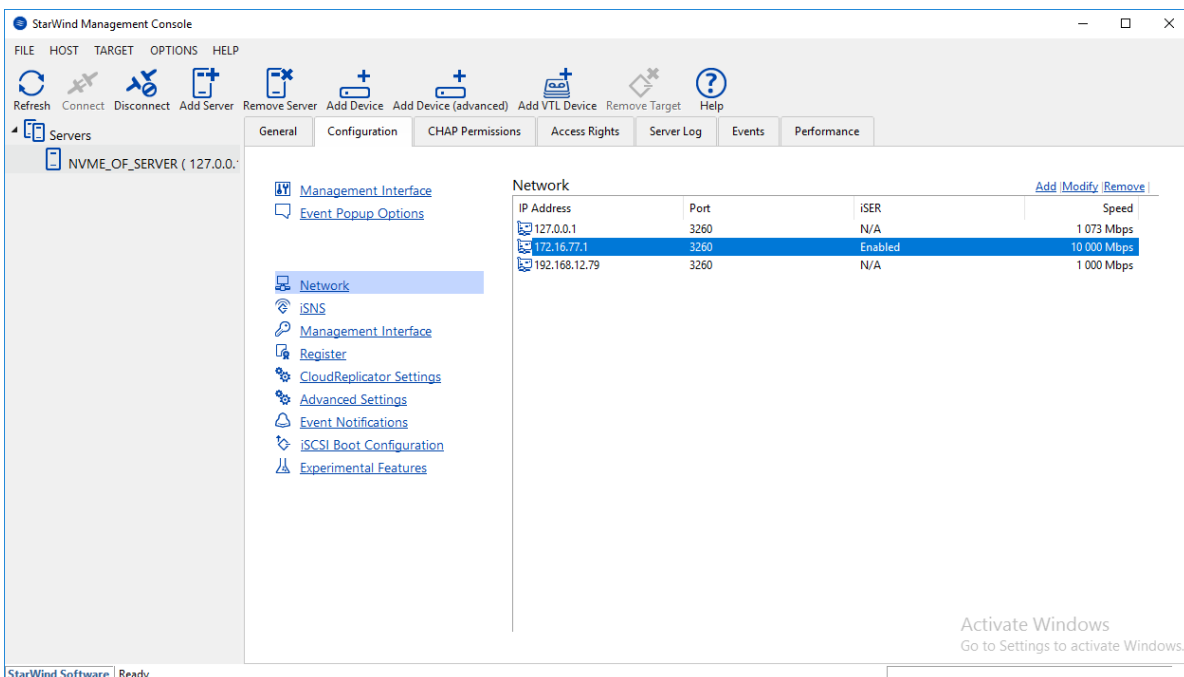 StarWind Management Console
FILE HOST TARGET OPTIONS HELP
Refresh Connect Disconnect Add Server Remove Server Add Device Add Device (advanced) Add VTL Device Remove Target Help
Servers
NVME_OF_SERVER ( 127.0.0.
General Configuration CHAP Permissions Access Rights Server Log Events Performance
Management Interface
Event Popup Options
Network
iSNS
Management Interface
Register
CloudReplicator Settings
Advanced Settings
Event Notifications
iSCSI Boot Configuration
Experimental Features
Network Add | Modify | Remove |
IP Address Port iSER Speed
127.0.0.1 3260 N/A 1 073 Mbps
172.16.77.1 3260 Enabled 10 000 Mbps
192.168.12.79 3260 N/A 1 000 Mbps
Activate Windows
Go to Settings to activate Windows.
StarWind Software Ready